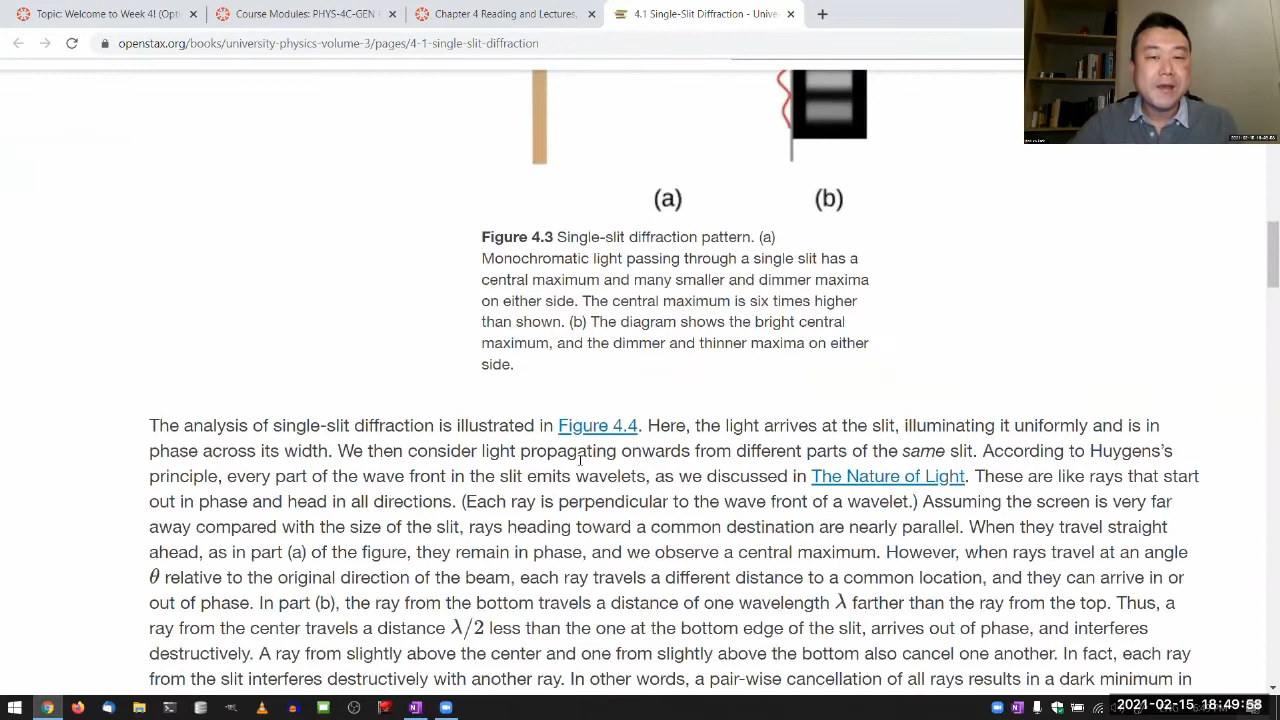 Topic: Welcome to Week 4! (Opti
Course Modules: PHYS-4C-GEN
Chapter 4 Reading and Lectures,
4.1 Single-Slit Diffraction - Unive
openstax.org/books/university-physics-volume-3/pages/4-1-single-slit-diffraction
2021-02-15 18:49:58
(a)
(b)
Figure 4.3 Single-slit diffraction pattern. (a)
Monochromatic light passing through a single slit has a
central maximum and many smaller and dimmer maxima
on either side. The central maximum is six times higher
than shown. (b) The diagram shows the bright central
maximum, and the dimmer and thinner maxima on either
side.
The analysis of single-slit diffraction is illustrated in Figure 4.4. Here, the light arrives at the slit, illuminating it uniformly and is in
phase across its width. We then consider light propagating onwards from different parts of the same slit. According to Huygens's
principle, every part of the wave front in the slit emits wavelets, as we discussed in The Nature of Light. These are like rays that start
out in phase and head in all directions. (Each ray is perpendicular to the wave front of a wavelet.) Assuming the screen is very far
away compared with the size of the slit, rays heading toward a common destination are nearly parallel. When they travel straight
ahead, as in part (a) of the figure, they remain in phase, and we observe a central maximum. However, when rays travel at an angle
θ relative to the original direction of the beam, each ray travels a different distance to a common location, and they can arrive in or
out of phase. In part (b), the ray from the bottom travels a distance of one wavelength λ farther than the ray from the top. Thus, a
ray from the center travels a distance λ/2 less than the one at the bottom edge of the slit, arrives out of phase, and interferes
destructively. A ray from slightly above the center and one from slightly above the bottom also cancel one another. In fact, each ray
from the slit interferes destructively with another ray. In other words, a pair-wise cancellation of all rays results in a dark minimum in
2021-02-15 18:49:58